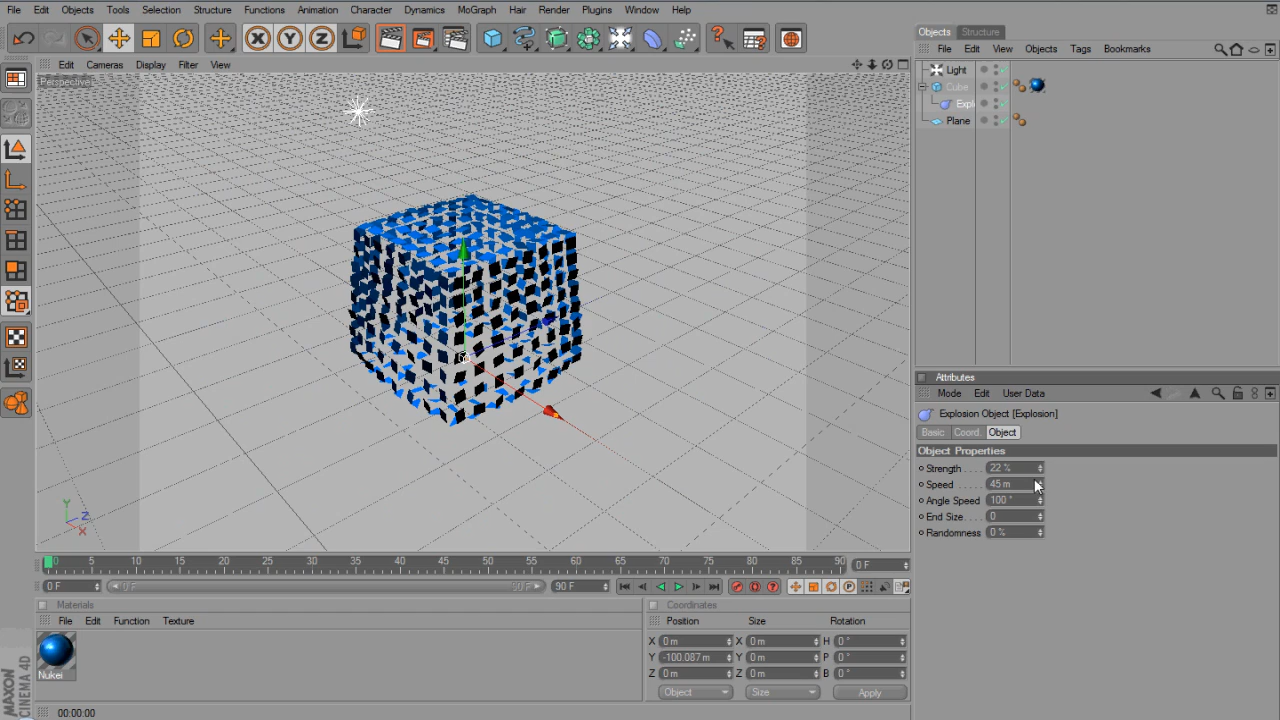 File Edit Objects Tools Selection Structure Functions Animation Character Dynamics MoGraph Hair Render Plugins Window Help
Objects Structure
File Edit View Objects Tags Bookmarks
Edit Cameras Display Filter View
Perspective
Light
Cube
Expl
Plane
Attributes
Mode Edit User Data
Explosion Object [Explosion]
Basic Coord. Object
Object Properties
Strength 22 %
Speed 45 m
Angle Speed 100 °
End Size 0
Randomness 0 %
Y
Z
X
0 5 10 15 20 25 30 35 40 45 50 55 60 65 70 75 80 85 90 0 F
0 F 0 F 90 F 90 F
Materials
File Edit Function Texture
Nukei
Coordinates
Position Size Rotation
X 0 m X 0 m H 0 °
Y -100.087 m Y 0 m P 0 °
Z 0 m Z 0 m B 0 °
Object Size Apply
MAXON
CINEMA 4D
00:00:00